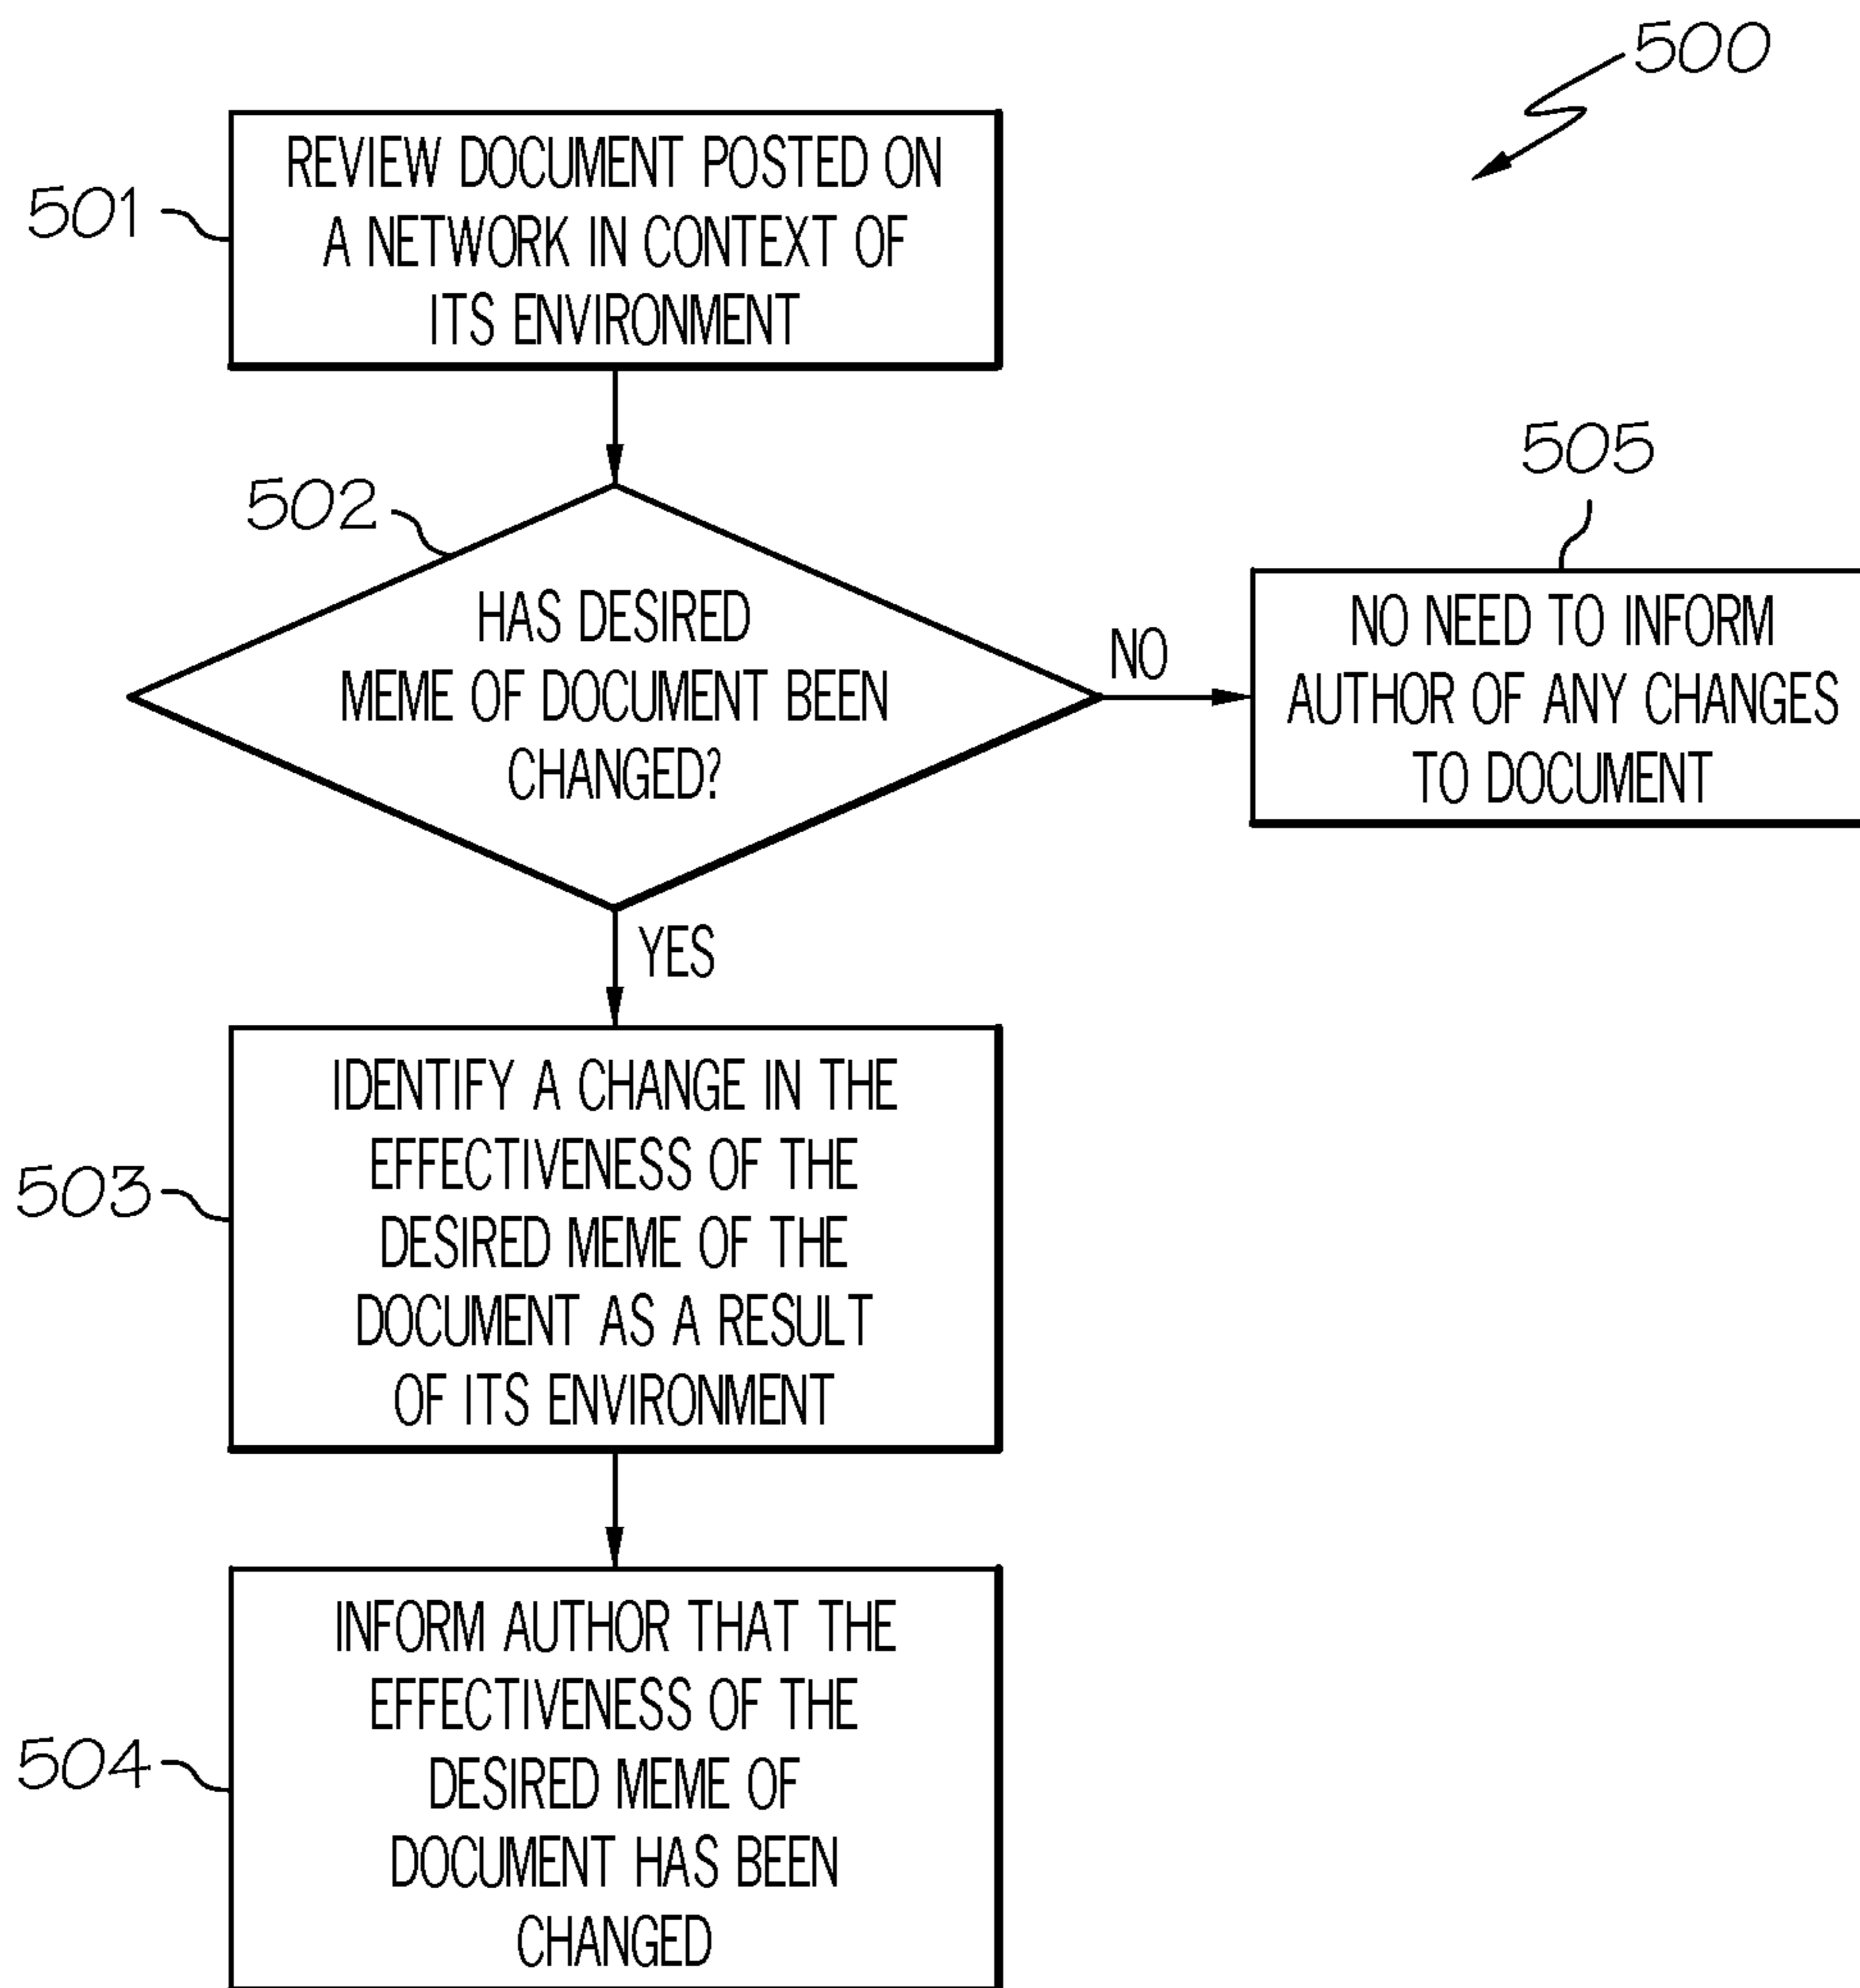 500
501
REVIEW DOCUMENT POSTED ON
A NETWORK IN CONTEXT OF
ITS ENVIRONMENT
502
HAS DESIRED
MEME OF DOCUMENT BEEN
CHANGED?
NO
505
NO NEED TO INFORM
AUTHOR OF ANY CHANGES
TO DOCUMENT
YES
503
IDENTIFY A CHANGE IN THE
EFFECTIVENESS OF THE
DESIRED MEME OF THE
DOCUMENT AS A RESULT
OF ITS ENVIRONMENT
504
INFORM AUTHOR THAT THE
EFFECTIVENESS OF THE
DESIRED MEME OF
DOCUMENT HAS BEEN
CHANGED